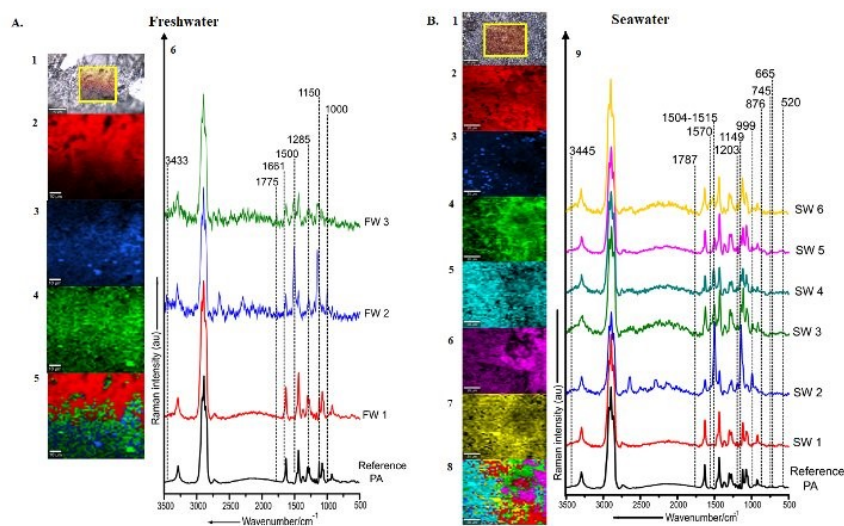 A.
Freshwater
1
2
3
4
5
6
3433
1775
1661
1500
1285
1150
1000
FW 3
FW 2
FW 1
Reference
PA
Raman intensity (au)
3500 3000 2500 2000 1500 1000 500
Wavenumber/cm⁻¹
B.
Seawater
1
2
3
4
5
6
7
8
9
3445
1787
1570
1504-1515
1203
1149
999
876
745
665
520
SW 6
SW 5
SW 4
SW 3
SW 2
SW 1
Reference
PA
Raman intensity (au)
3500 3000 2500 2000 1500 1000 500
Wavenumber/cm⁻¹